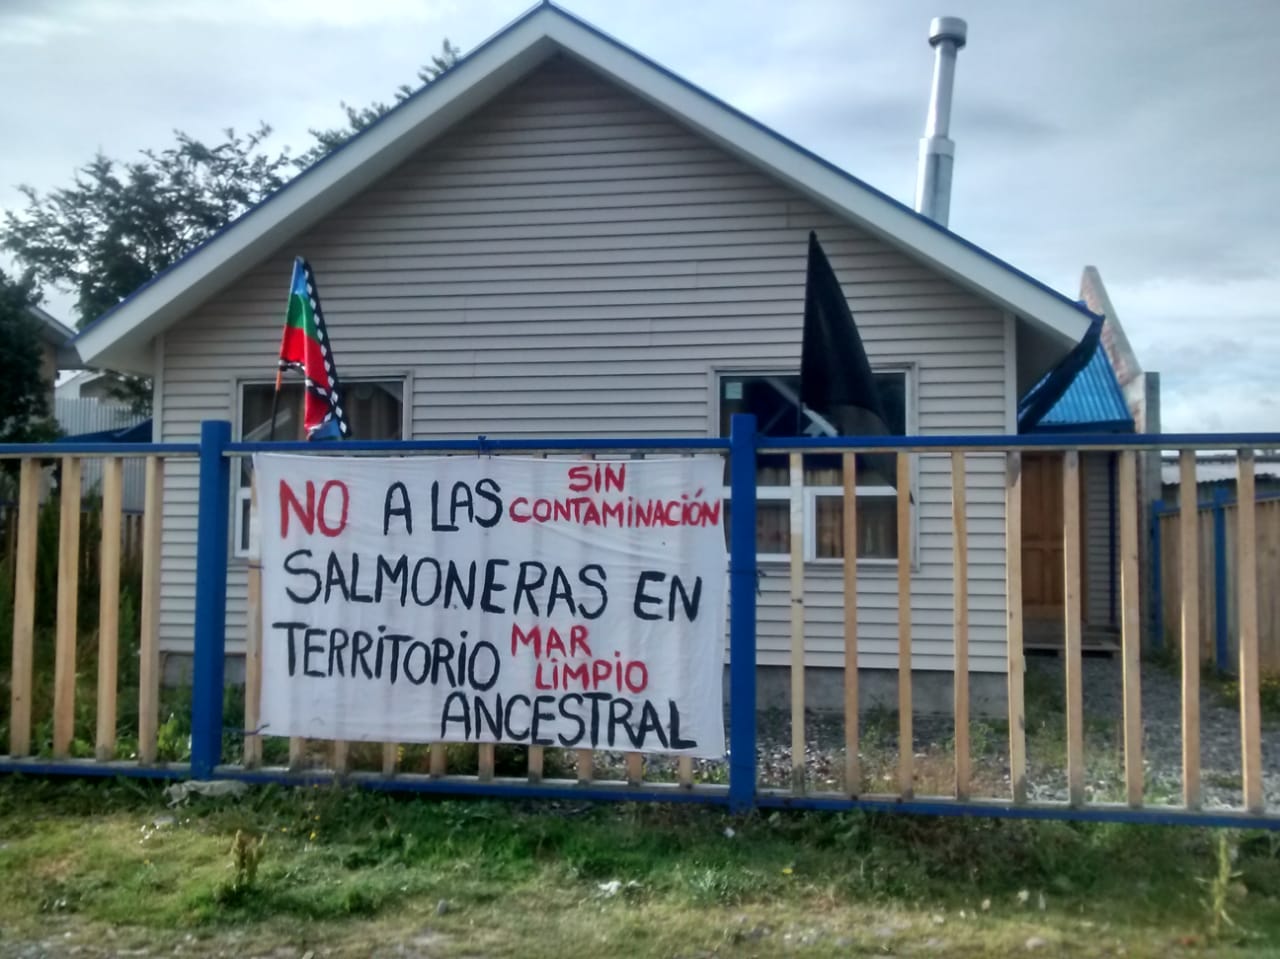 NO A LAS SIN CONTAMINACIÓN
SALMONERAS EN
TERRITORIO MAR LIMPIO
ANCESTRAL